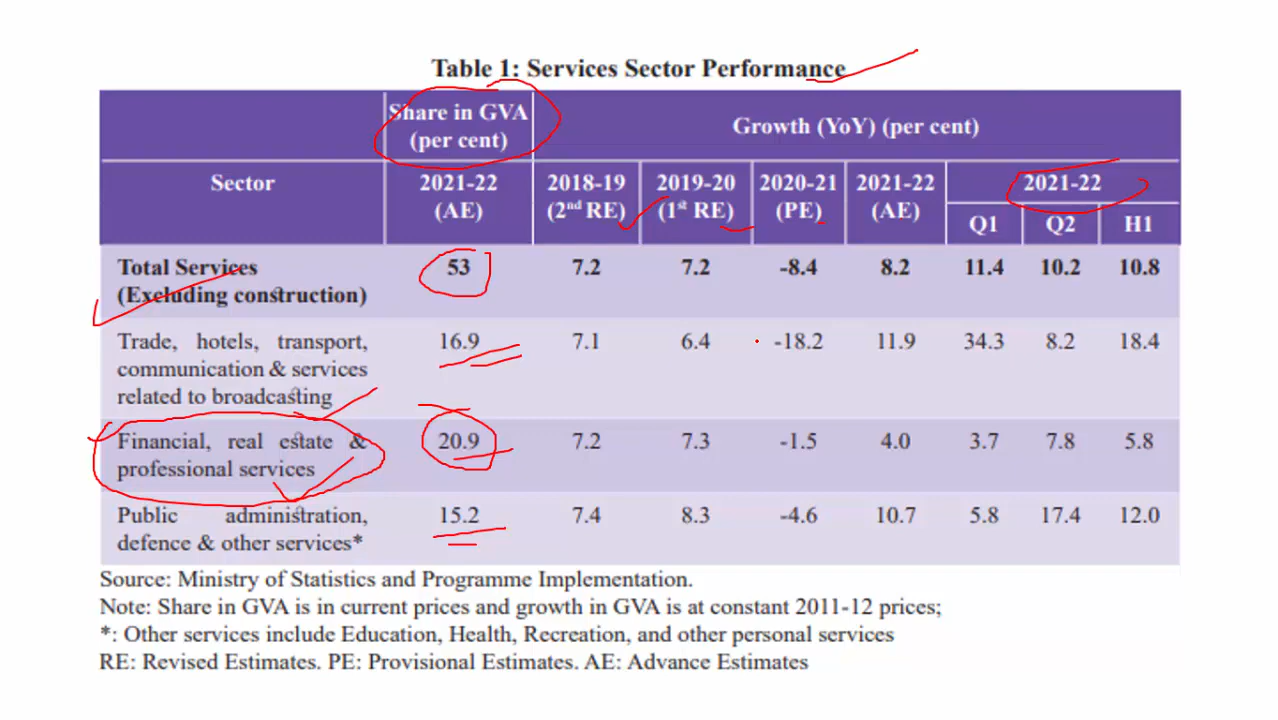 Table 1: Services Sector Performance
Share in GVA
(per cent)
Growth (YoY) (per cent)
Sector
2021-22
(AE)
2018-19
(2nd RE)
2019-20
(1st RE)
2020-21
(PE)
2021-22
(AE)
2021-22
Q1 Q2 H1
Total Services
(Excluding construction)
53 7.2 7.2 -8.4 8.2 11.4 10.2 10.8
Trade, hotels, transport,
communication & services
related to broadcasting
16.9 7.1 6.4 -18.2 11.9 34.3 8.2 18.4
Financial, real estate &
professional services
20.9 7.2 7.3 -1.5 4.0 3.7 7.8 5.8
Public administration,
defence & other services*
15.2 7.4 8.3 -4.6 10.7 5.8 17.4 12.0
Source: Ministry of Statistics and Programme Implementation.
Note: Share in GVA is in current prices and growth in GVA is at constant 2011-12 prices;
*: Other services include Education, Health, Recreation, and other personal services
RE: Revised Estimates. PE: Provisional Estimates. AE: Advance Estimates